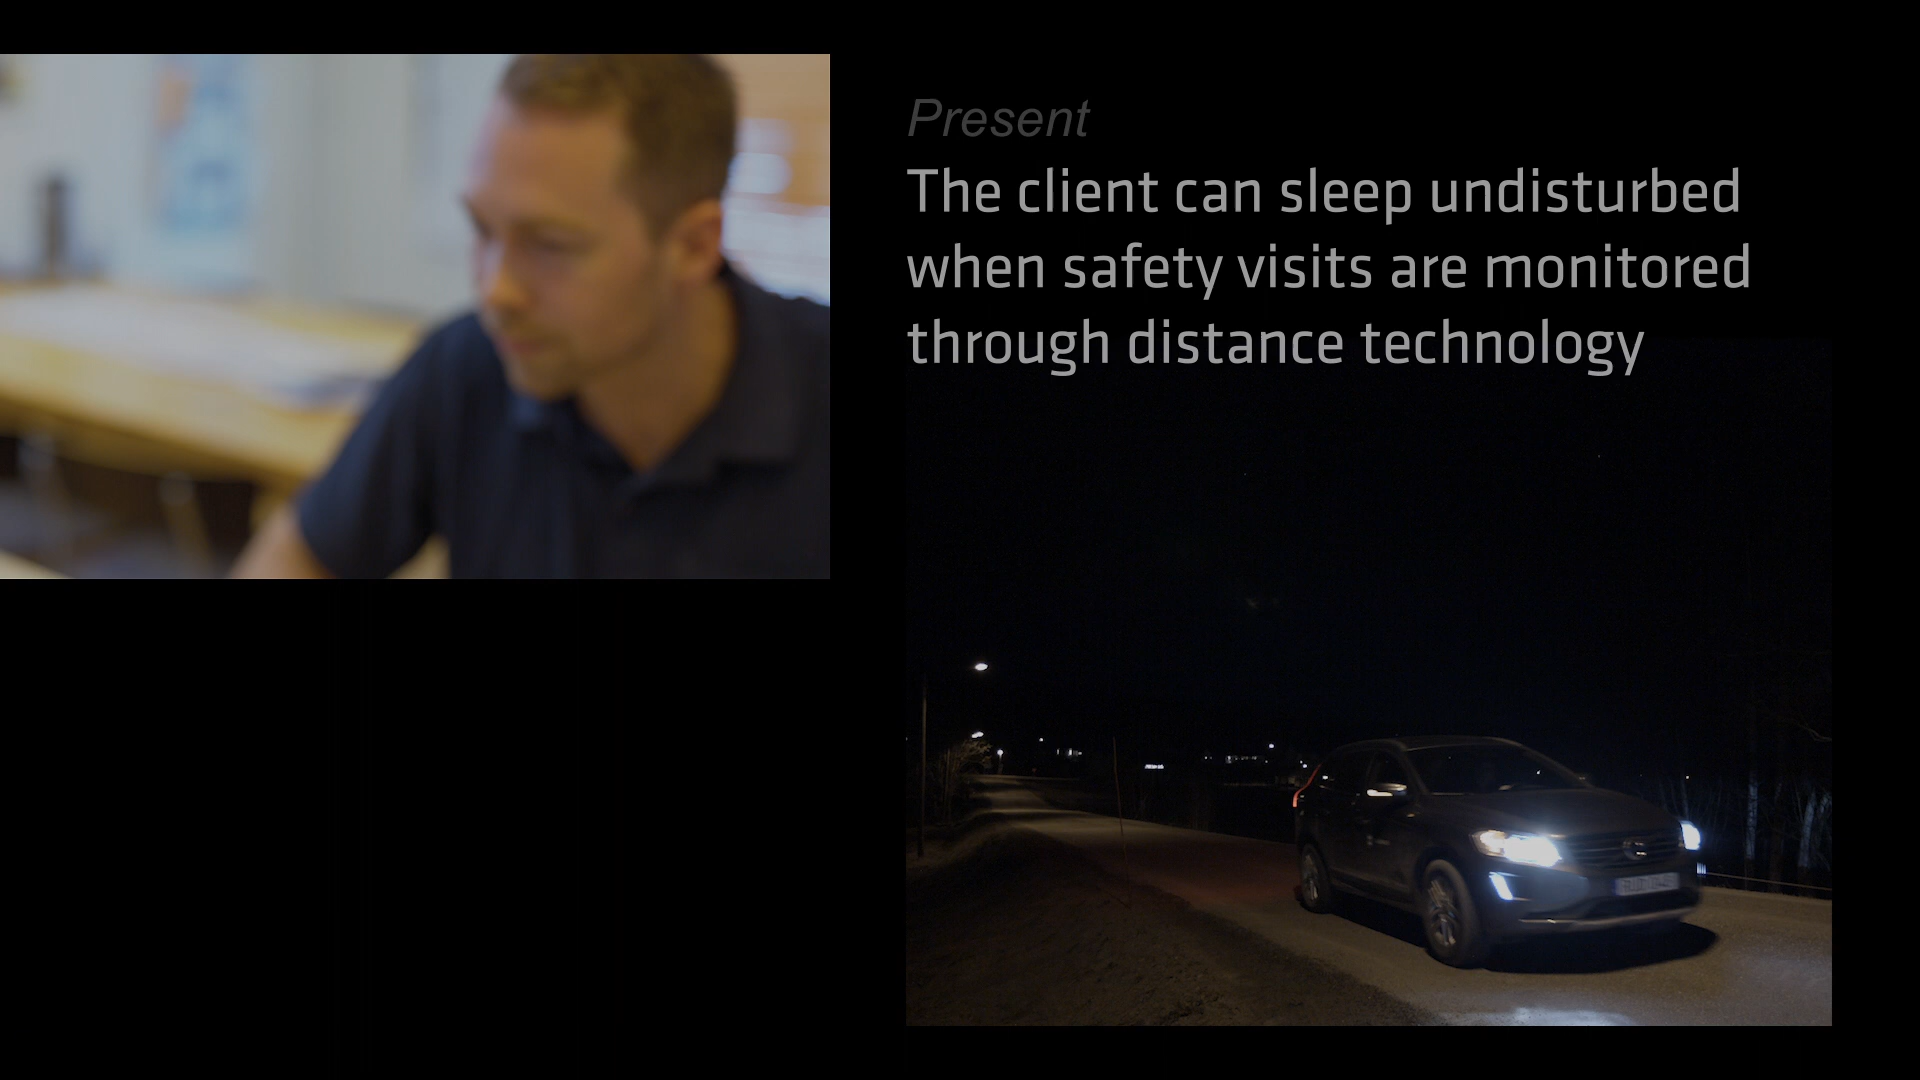 Present
The client can sleep undisturbed
when safety visits are monitored
through distance technology